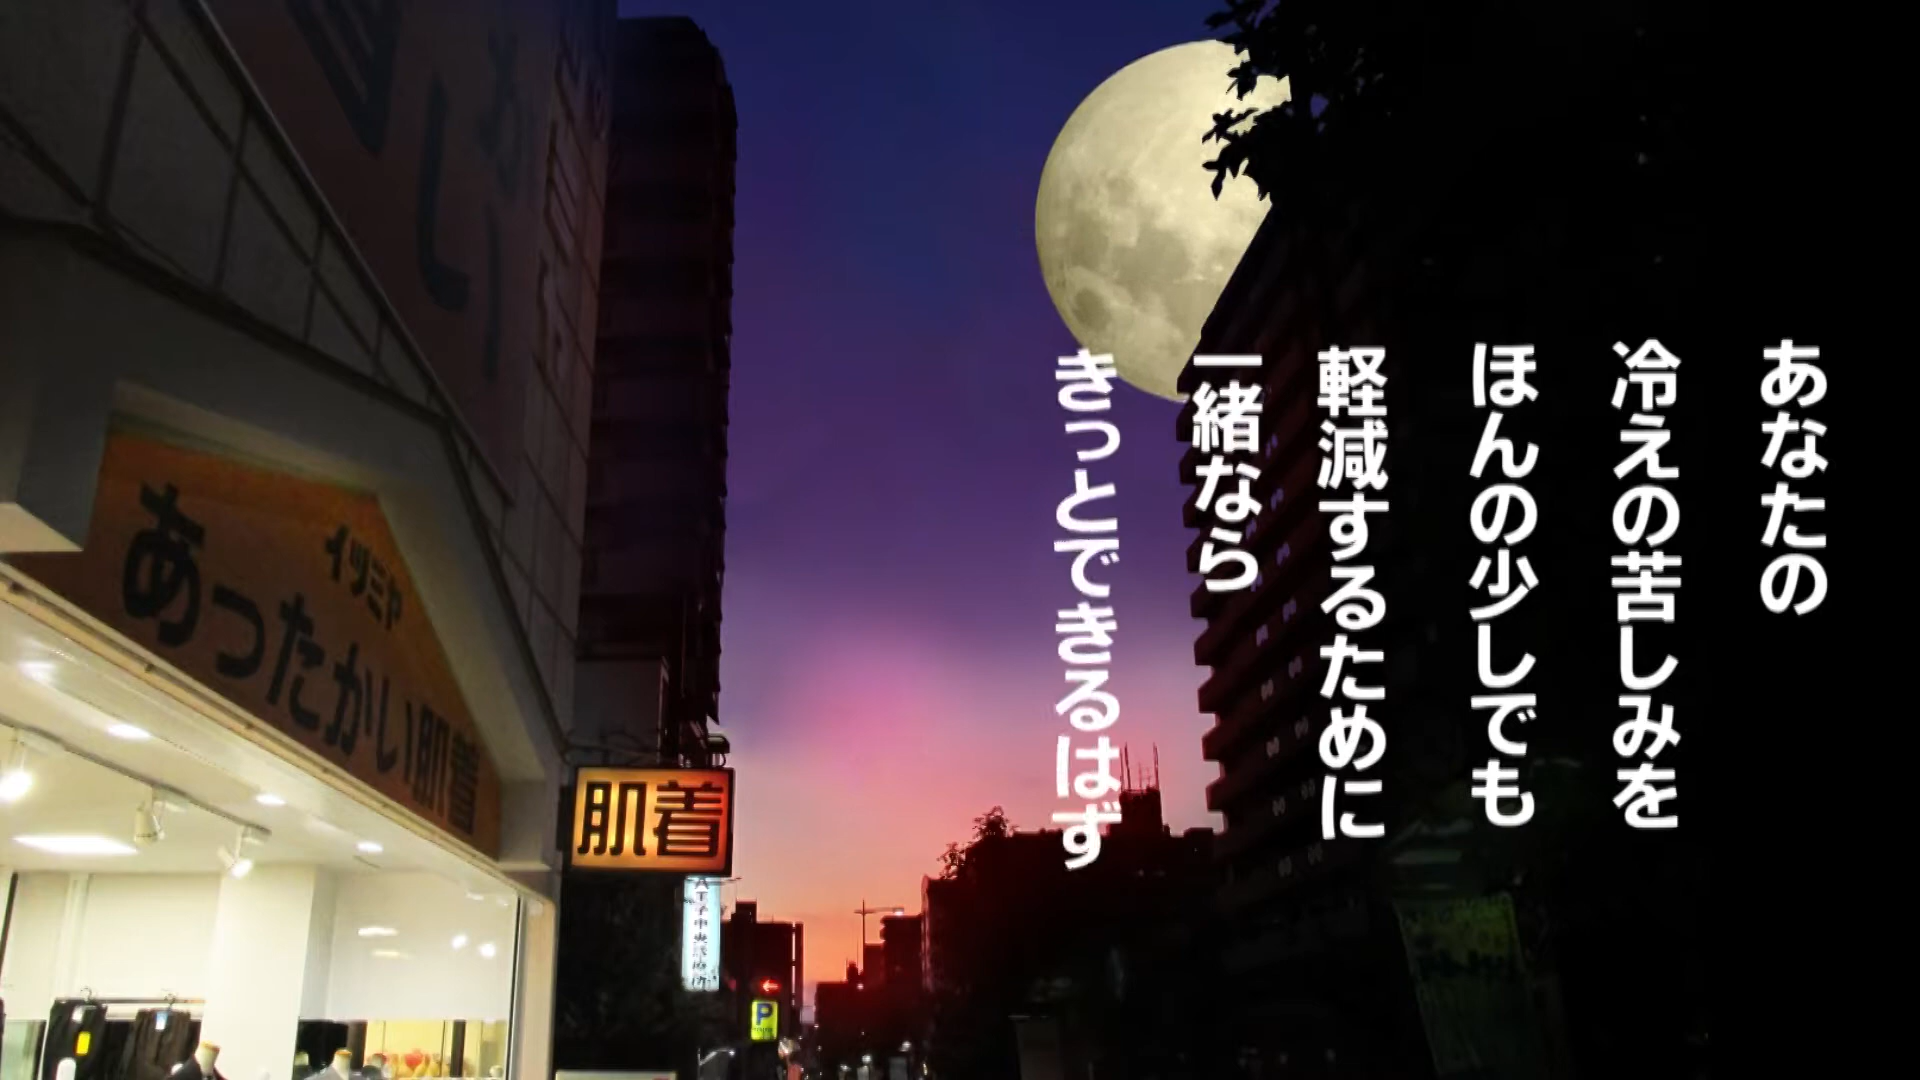 あなたの
冷えの苦しみを
ほんの少しでも
軽減するために
一緒なら
きっとできるはず
イヅミヤ
あったかい肌着
肌着
P